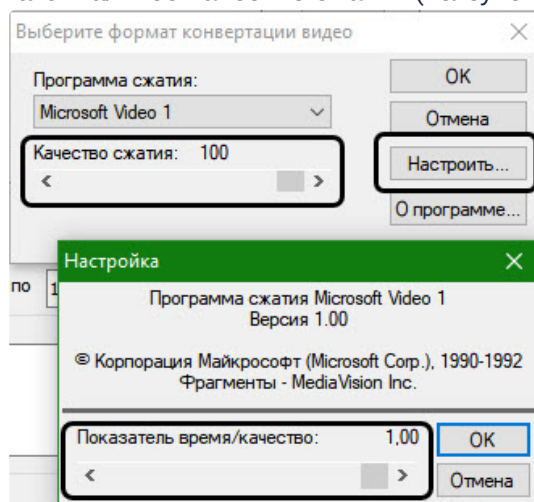 Выберите формат конвертации видео
Программа сжатия:
OK
Microsoft Video 1
Отмена
Качество сжатия: 100
Настроить...
О программе...
Настройка
по 1
Программа сжатия Microsoft Video 1
Версия 1.00
© Корпорация Майкрософт (Microsoft Corp.), 1990-1992
Фрагменты - MediaVision Inc.
Показатель время/качество: 1,00
OK
Отмена